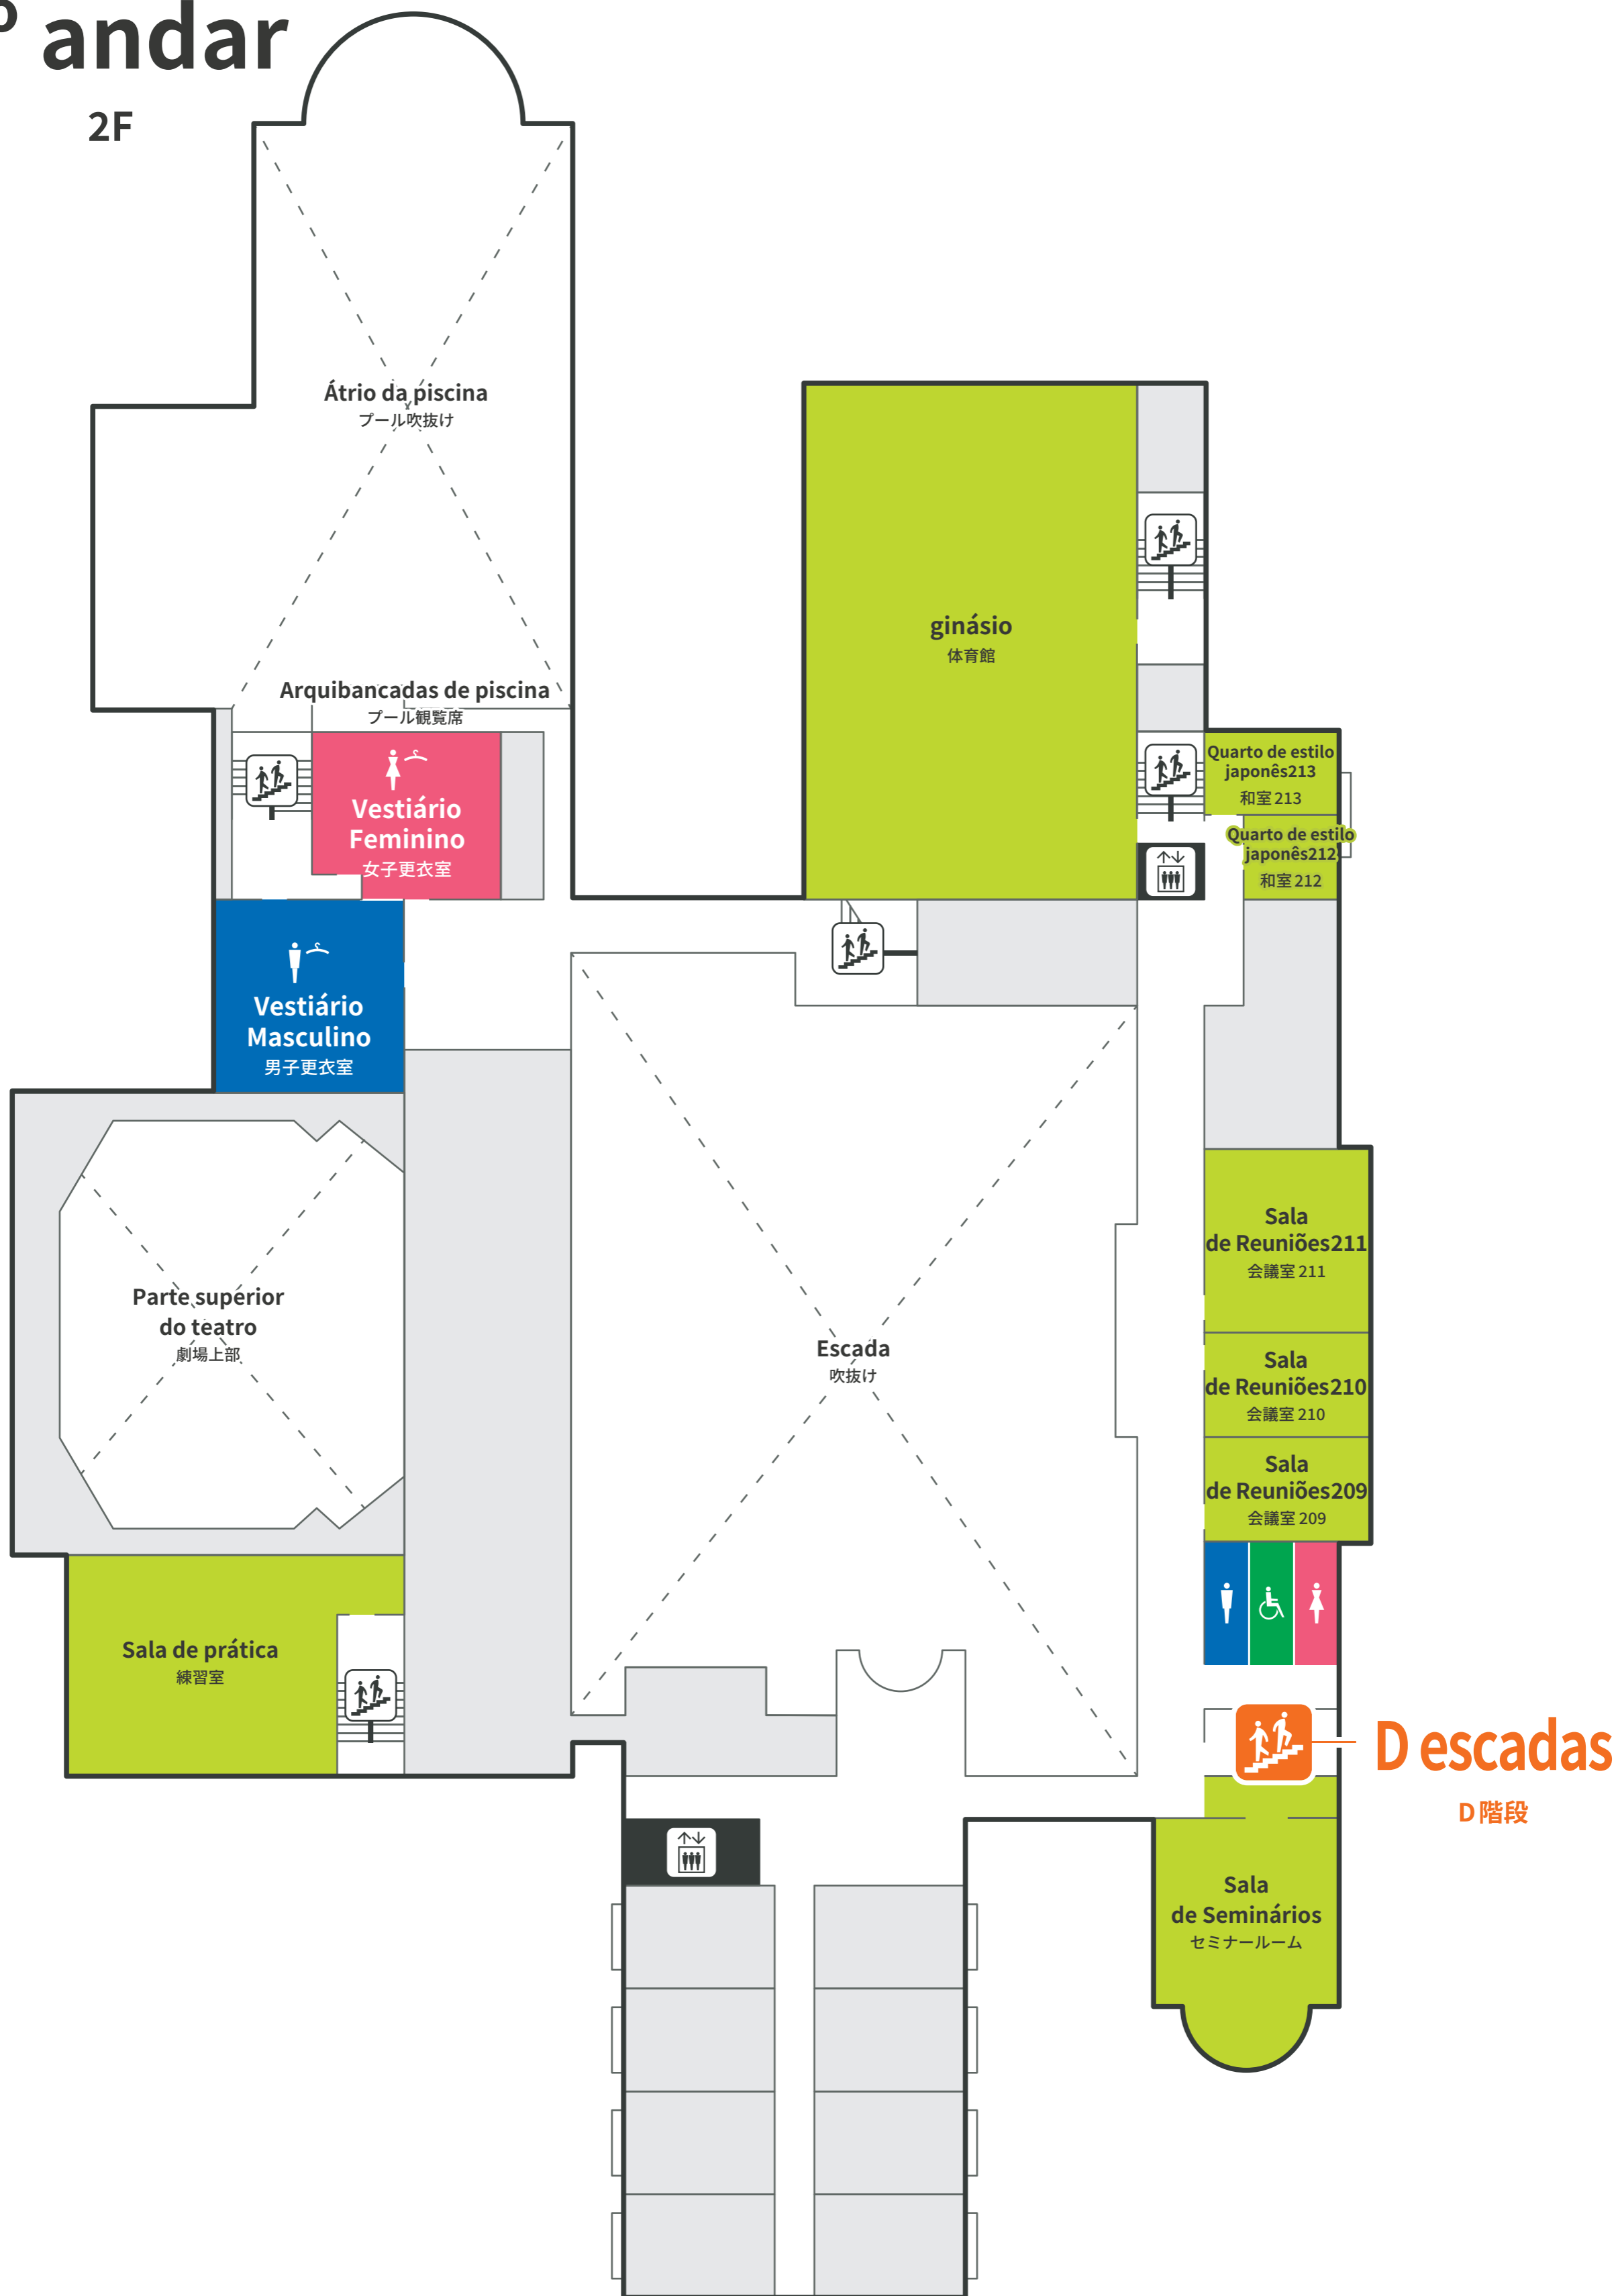 º andar
2F
Átrio da piscina
プール吹抜け
ginásio
体育館
Arquibancadas de piscina
プール観覧席
Quarto de estilo
japonês213
和室 213
Vestiário
Feminino
女子更衣室
Quarto de estilo
japonês212
和室 212
Vestiário
Masculino
男子更衣室
Sala
de Reuniões211
会議室 211
Parte superior
do teatro
劇場上部
Escada
吹抜け
Sala
de Reuniões210
会議室 210
Sala
de Reuniões209
会議室 209
Sala de prática
練習室
D escadas
D 階段
Sala
de Seminários
セミナールーム